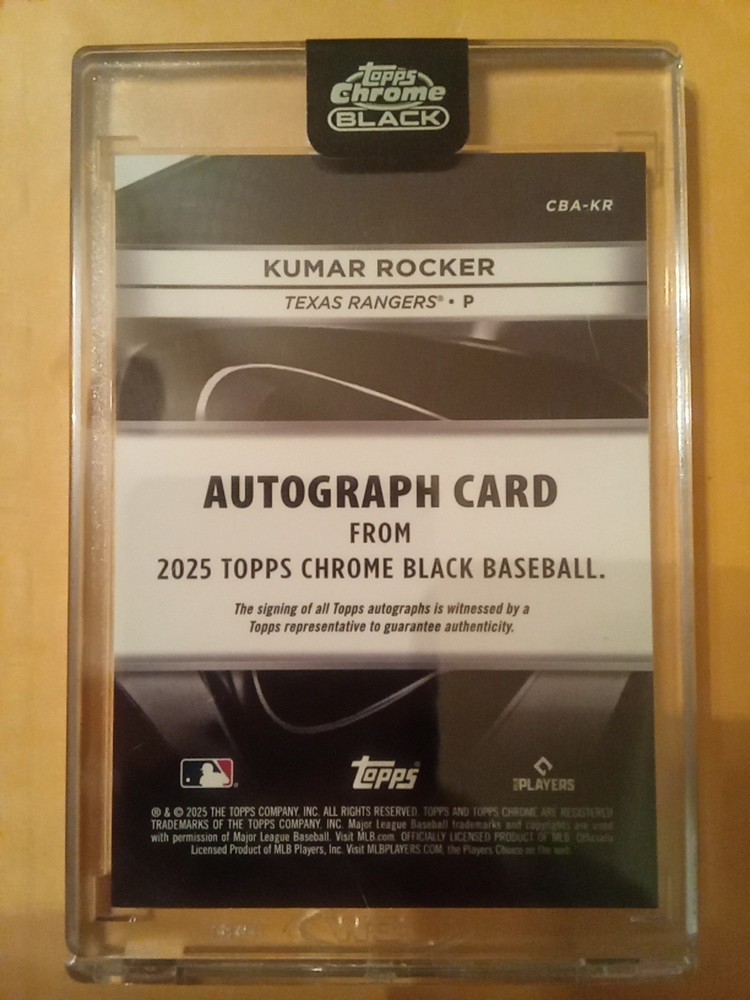 topps
Chrome
BLACK
CBA-KR
KUMAR ROCKER
TEXAS RANGERS® • P
AUTOGRAPH CARD
FROM
2025 TOPPS CHROME BLACK BASEBALL.
The signing of all Topps autographs is witnessed by a
Topps representative to guarantee authenticity.
topps
PLAYERS
® & © 2025 THE TOPPS COMPANY, INC. ALL RIGHTS RESERVED. TOPPS AND TOPPS CHROME ARE REGISTERED
TRADEMARKS OF THE TOPPS COMPANY, INC. Major League Baseball trademarks and copyrights are used
with permission of Major League Baseball. Visit MLB.com. OFFICIALLY LICENSED PRODUCT OF MLB Officially
Licensed Product of MLB Players, Inc. Visit MLBPLAYERS.COM, the Players Choice on the web.